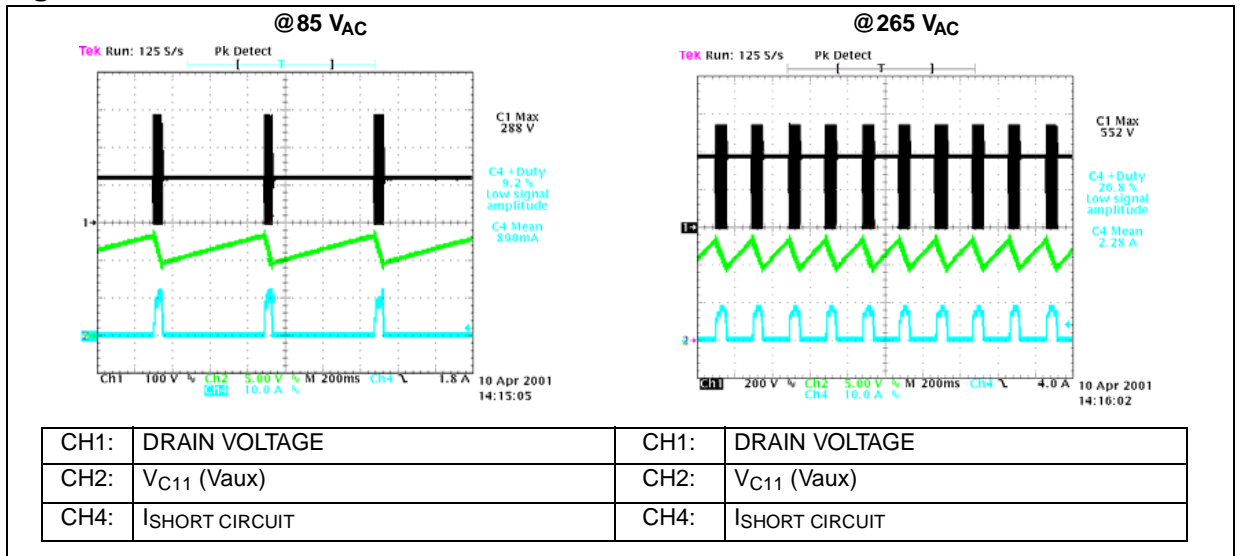 @85 VAC
Tek Run: 125 S/s Pk Detect
C1 Max
288 V
C4 +Duty
9.2 %
Low signal
amplitude
C4 Mean
890mA
1
2
Ch1 100 V Ch2 5.00 V M 200ms Ch4 1.8 A
Ch4 10.0 A
10 Apr 2001
14:15:05
@265 VAC
Tek Run: 125 S/s Pk Detect
C1 Max
552 V
C4 +Duty
26.8 %
Low signal
amplitude
C4 Mean
2.28 A
1
2
Ch1 200 V Ch2 5.00 V M 200ms Ch4 4.0 A
Ch4 10.0 A
10 Apr 2001
14:16:02
CH1: DRAIN VOLTAGE CH1: DRAIN VOLTAGE
CH2: VC11 (Vaux) CH2: VC11 (Vaux)
CH4: ISHORT CIRCUIT CH4: ISHORT CIRCUIT